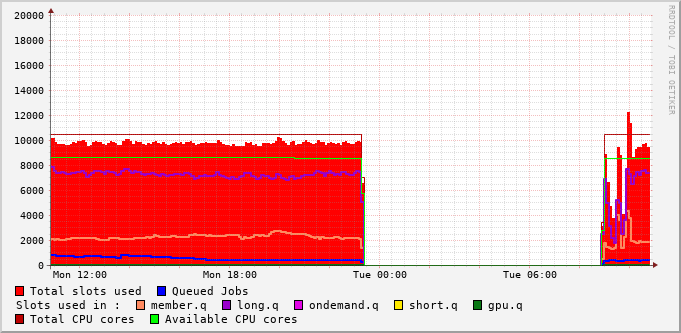 20000
18000
16000
14000
12000
10000
8000
6000
4000
2000
0
Mon 12:00 Mon 18:00 Tue 00:00 Tue 06:00
RRDTOOL / TOBI OETIKER
Total slots used Queued Jobs
Slots used in : member.q long.q ondemand.q short.q gpu.q
Total CPU cores Available CPU cores